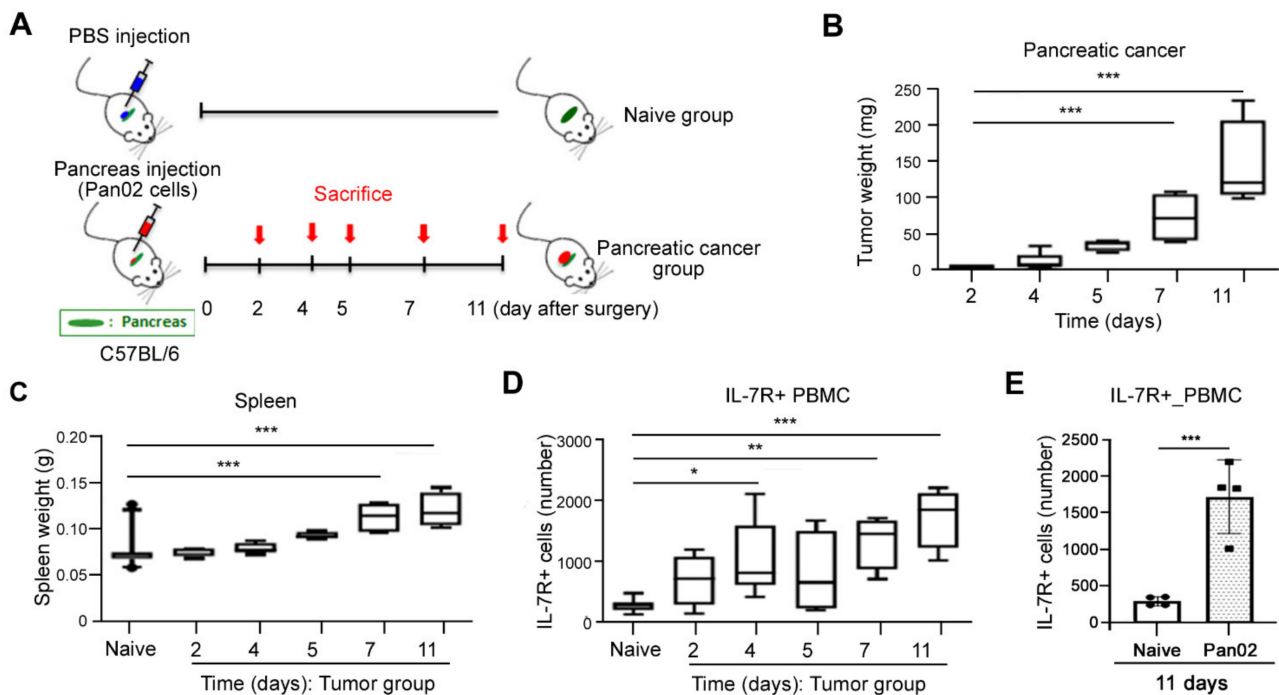 A
PBS injection
Naive group
Pancreas injection
(Pan02 cells)
Sacrifice
Pancreatic cancer
group
0 2 4 5 7 11 (day after surgery)
: Pancreas
C57BL/6
B
Pancreatic cancer
***
***
Tumor weight (mg)
250
200
150
100
50
0
2 4 5 7 11
Time (days)
C
Spleen
***
***
Spleen weight (g)
0.20
0.15
0.10
0.05
0
Naive 2 4 5 7 11
Time (days): Tumor group
D
IL-7R+ PBMC
***
**
*
IL-7R+ cells (number)
3000
2000
1000
0
Naive 2 4 5 7 11
Time (days): Tumor group
E
IL-7R+_PBMC
***
IL-7R+ cells (number)
2500
2000
1500
1000
500
0
Naive Pan02
11 days